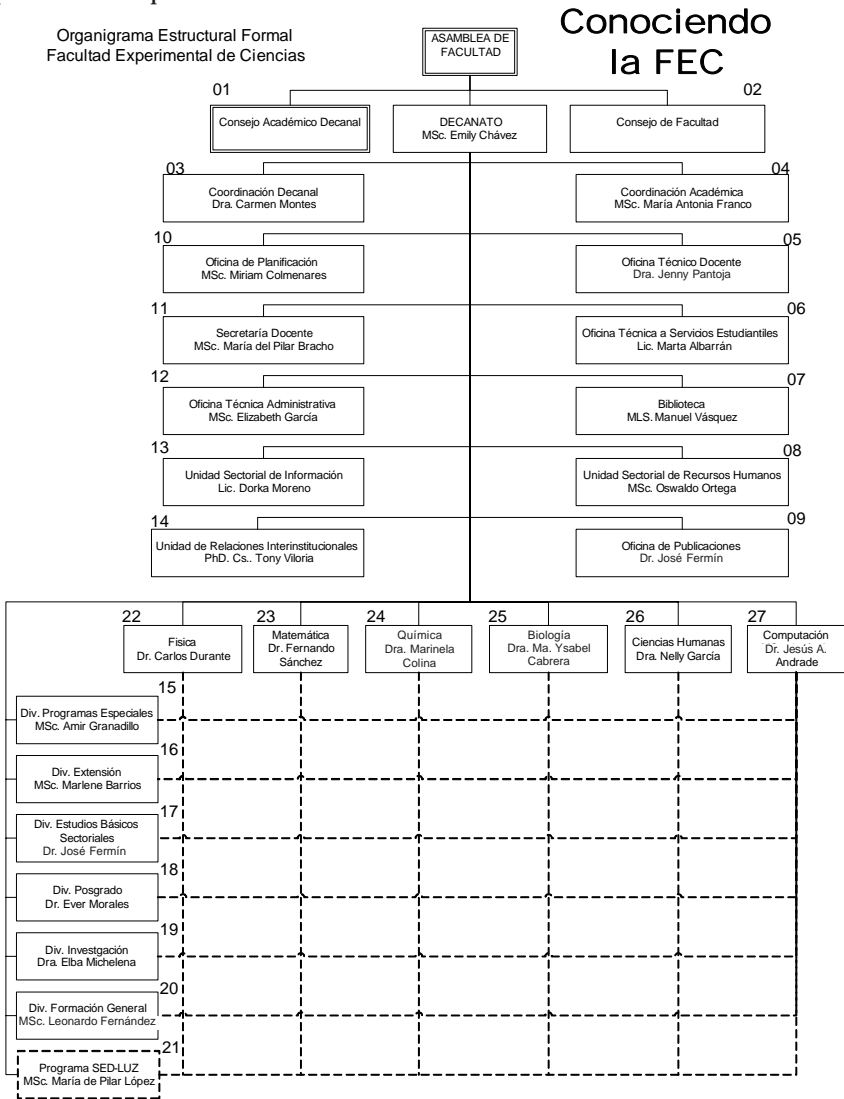 Organigrama Estructural Formal
Facultad Experimental de Ciencias
Conociendo
la FEC
ASAMBLEA DE
FACULTAD
01
02
Consejo Académico Decanal
DECANATO
MSc. Emily Chávez
Consejo de Facultad
03
04
Coordinación Decanal
Dra. Carmen Montes
Coordinación Académica
MSc. María Antonia Franco
10
05
Oficina de Planificación
MSc. Miriam Colmenares
Oficina Técnico Docente
Dra. Jenny Pantoja
11
06
Secretaría Docente
MSc. María del Pilar Bracho
Oficina Técnica a Servicios Estudiantiles
Lic. Marta Albarrán
12
07
Oficina Técnica Administrativa
MSc. Elizabeth García
Biblioteca
MLS. Manuel Vásquez
13
08
Unidad Sectorial de Información
Lic. Dorka Moreno
Unidad Sectorial de Recursos Humanos
MSc. Oswaldo Ortega
14
09
Unidad de Relaciones Interinstitucionales
PhD. Cs.. Tony Viloria
Oficina de Publicaciones
Dr. José Fermín
22
23
24
25
26
27
Fisica
Dr. Carlos Durante
Matemática
Dr. Fernando
Sánchez
Química
Dra. Marinela
Colina
Biología
Dra. Ma. Ysabel
Cabrera
Ciencias Humanas
Dra. Nelly García
Computación
Dr. Jesús A.
Andrade
15
Div. Programas Especiales
MSc. Amir Granadillo
16
Div. Extensión
MSc. Marlene Barrios
17
Div. Estudios Básicos
Sectoriales
Dr. José Fermín
18
Div. Posgrado
Dr. Ever Morales
19
Div. Investgación
Dra. Elba Michelena
20
Div. Formación General
MSc. Leonardo Fernández
21
Programa SED-LUZ
MSc. María de Pilar López